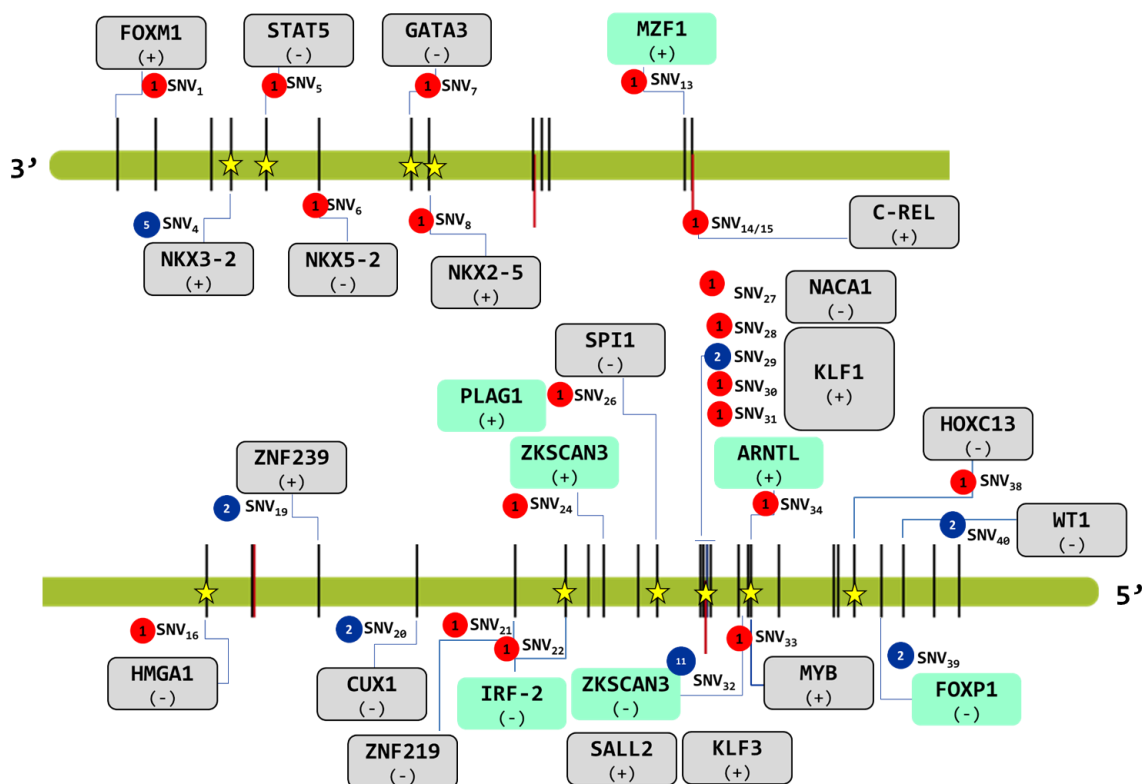 FOXM1
(+)
STAT5
(-)
GATA3
(-)
MZF1
(+)
1 SNV1
1 SNV5
1 SNV7
1 SNV13
3’
5 SNV4
1 SNV6
1 SNV8
1 SNV14/15
C-REL
(+)
NKX3-2
(+)
NKX5-2
(-)
NKX2-5
(+)
1 SNV27
NACA1
(-)
1 SNV28
2 SNV29
1 SNV30
1 SNV31
KLF1
(+)
SPI1
(-)
PLAG1
(+)
1 SNV26
HOXC13
(-)
ZNF239
(+)
ZKSCAN3
(+)
ARNTL
(+)
2 SNV19
1 SNV24
1 SNV34
1 SNV38
2 SNV40
WT1
(-)
5’
1 SNV16
2 SNV20
1 SNV21
1 SNV22
11 SNV32
1 SNV33
2 SNV39
HMGA1
(-)
CUX1
(-)
IRF-2
(-)
ZKSCAN3
(-)
MYB
(+)
FOXP1
(-)
ZNF219
(-)
SALL2
(+)
KLF3
(+)